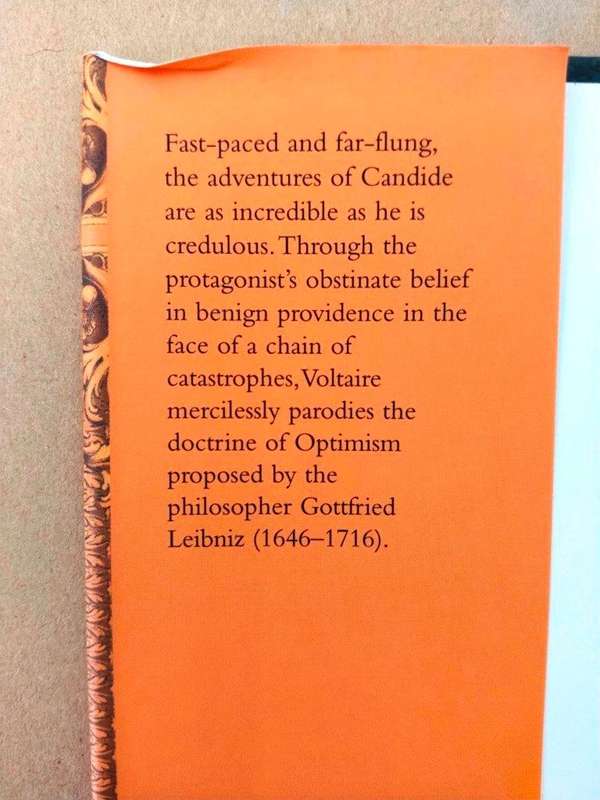 Fast-paced and far-flung,
the adventures of Candide
are as incredible as he is
credulous. Through the
protagonist's obstinate belief
in benign providence in the
face of a chain of
catastrophes, Voltaire
mercilessly parodies the
doctrine of Optimism
proposed by the
philosopher Gottfried
Leibniz (1646–1716).